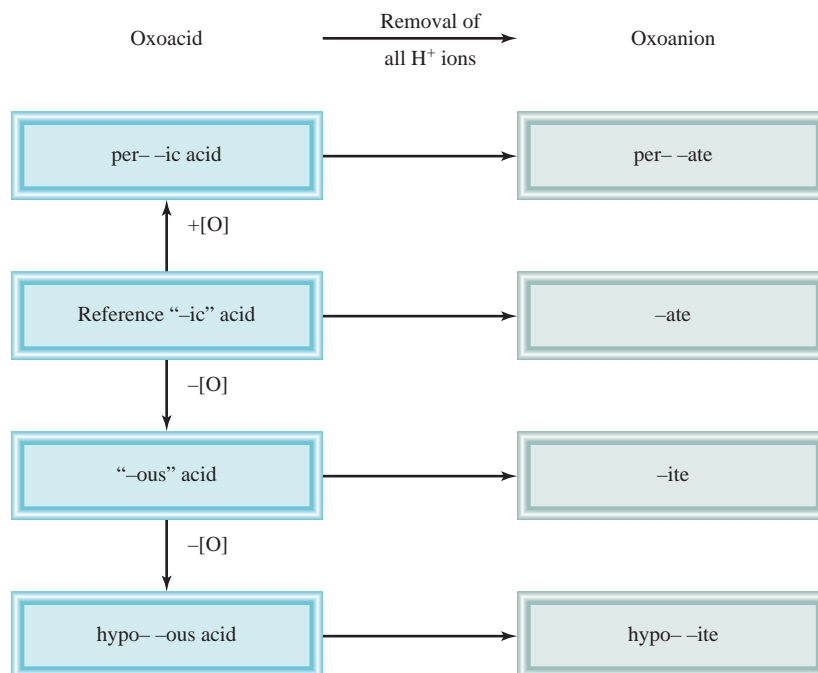 Oxoacid
Removal of
all H⁺ ions
Oxoanion
per– –ic acid
per– –ate
+[O]
Reference “–ic” acid
–ate
–[O]
“–ous” acid
–ite
–[O]
hypo– –ous acid
hypo– –ite